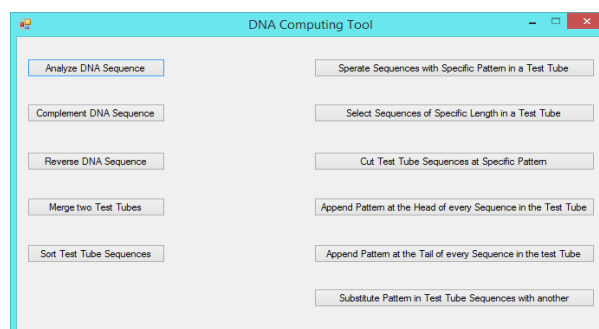 DNA Computing Tool
Analyze DNA Sequence
Sperate Sequences with Specific Pattern in a Test Tube
Complement DNA Sequence
Select Sequences of Specific Length in a Test Tube
Reverse DNA Sequence
Cut Test Tube Sequences at Specific Pattern
Merge two Test Tubes
Append Pattern at the Head of every Sequence in the Test Tube
Sort Test Tube Sequences
Append Pattern at the Tail of every Sequence in the test Tube
Substitute Pattern in Test Tube Sequences with another